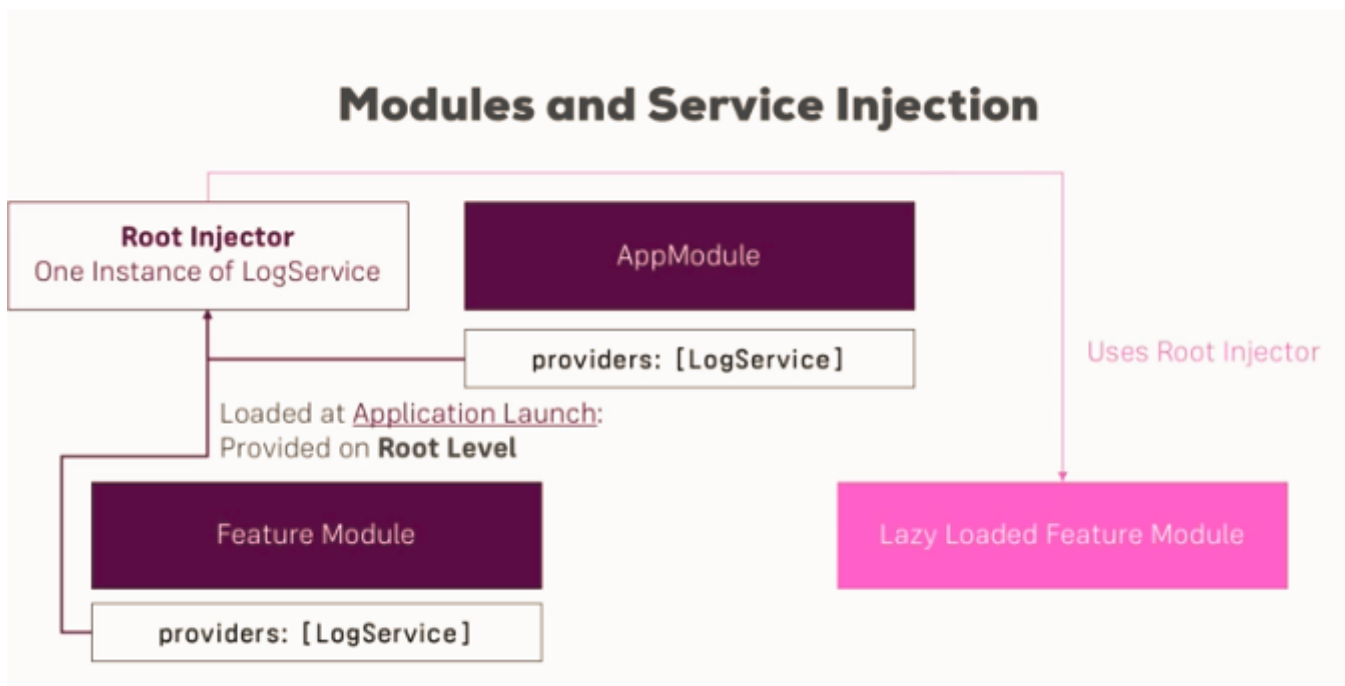 Modules and Service Injection
Root Injector
One Instance of LogService
AppModule
providers: [LogService]
Uses Root Injector
Loaded at Application Launch:
Provided on Root Level
Feature Module
Lazy Loaded Feature Module
providers: [LogService]